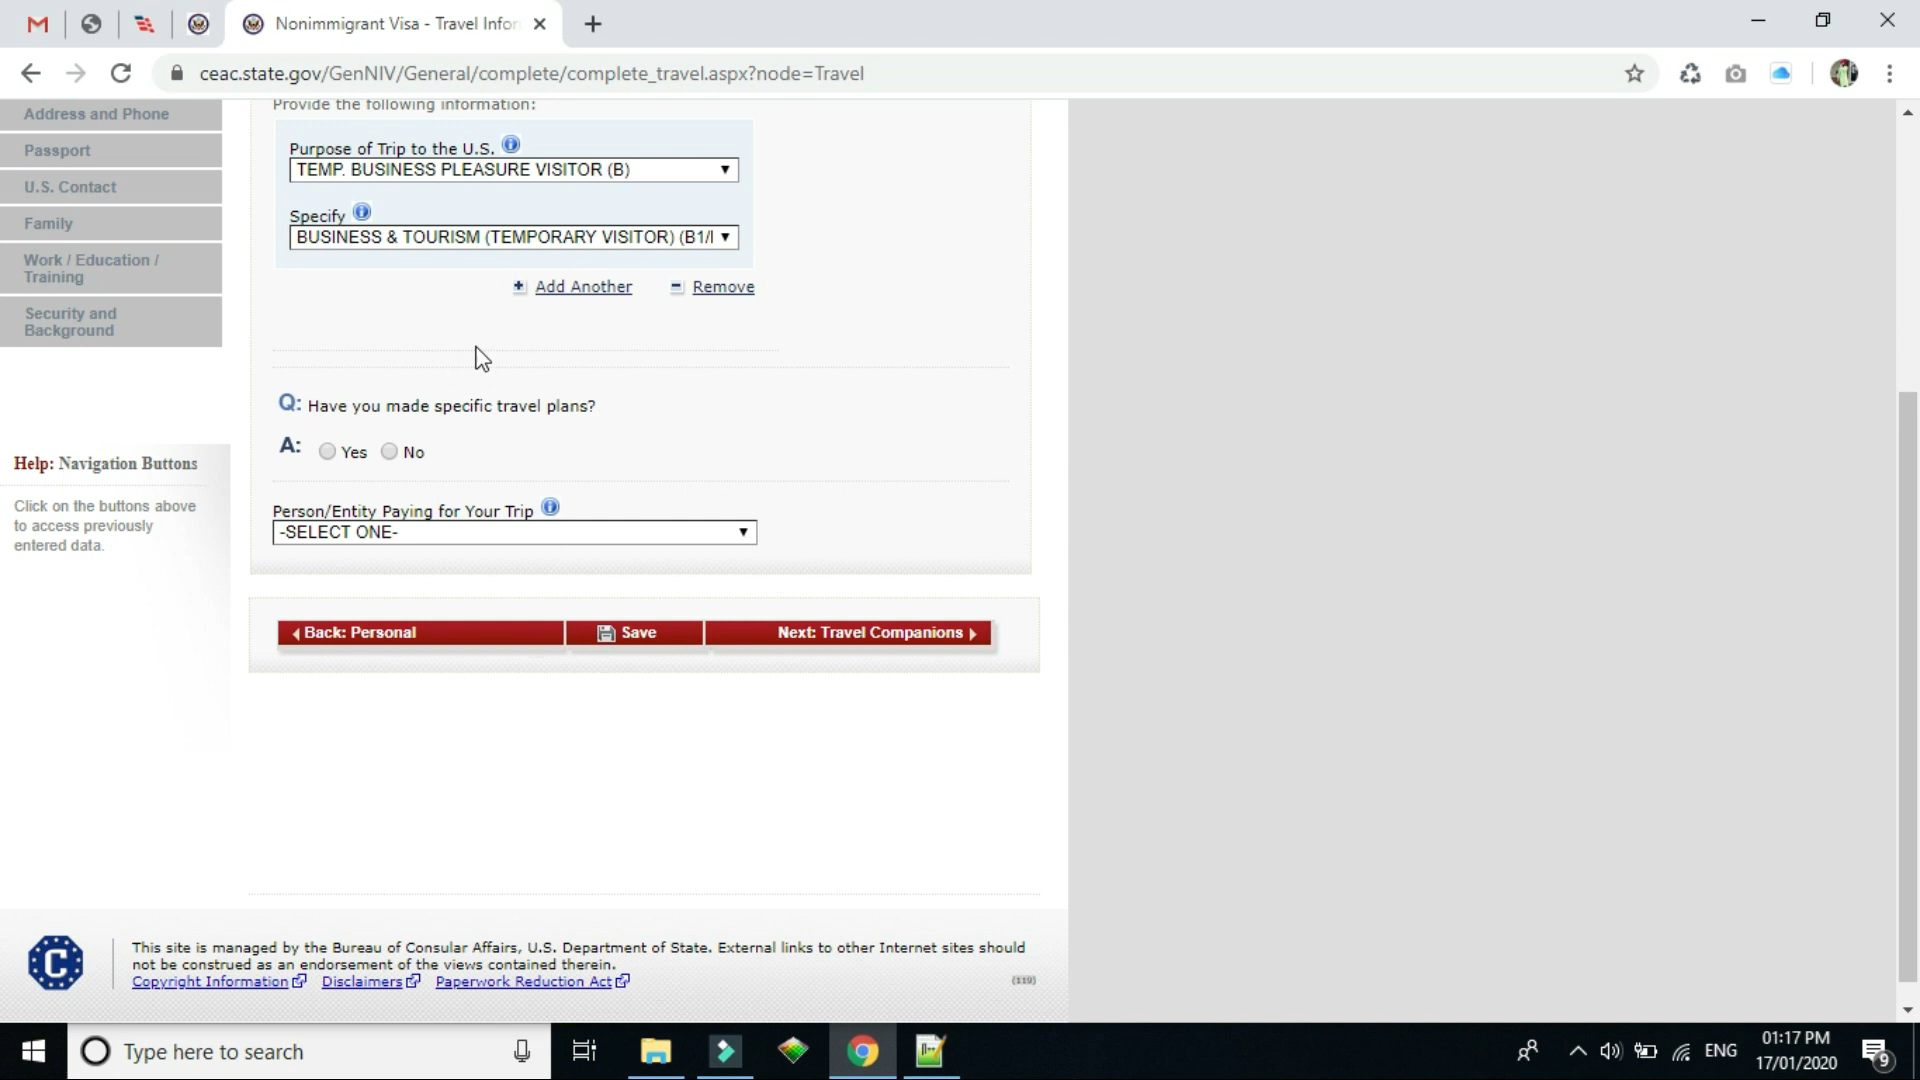 Nonimmigrant Visa - Travel Infor
ceac.state.gov/GenNIV/General/complete/complete_travel.aspx?node=Travel
Address and Phone
Passport
U.S. Contact
Family
Work / Education /
Training
Security and
Background
Help: Navigation Buttons
Click on the buttons above
to access previously
entered data.
Provide the following information:
Purpose of Trip to the U.S.
TEMP. BUSINESS PLEASURE VISITOR (B)
Specify
BUSINESS & TOURISM (TEMPORARY VISITOR) (B1/
Add Another Remove
Q: Have you made specific travel plans?
A: Yes No
Person/Entity Paying for Your Trip
-SELECT ONE-
Back: Personal Save Next: Travel Companions
This site is managed by the Bureau of Consular Affairs, U.S. Department of State. External links to other Internet sites should
not be construed as an endorsement of the views contained therein.
Copyright Information Disclaimers Paperwork Reduction Act (119)
Type here to search
ENG
01:17 PM
17/01/2020
9